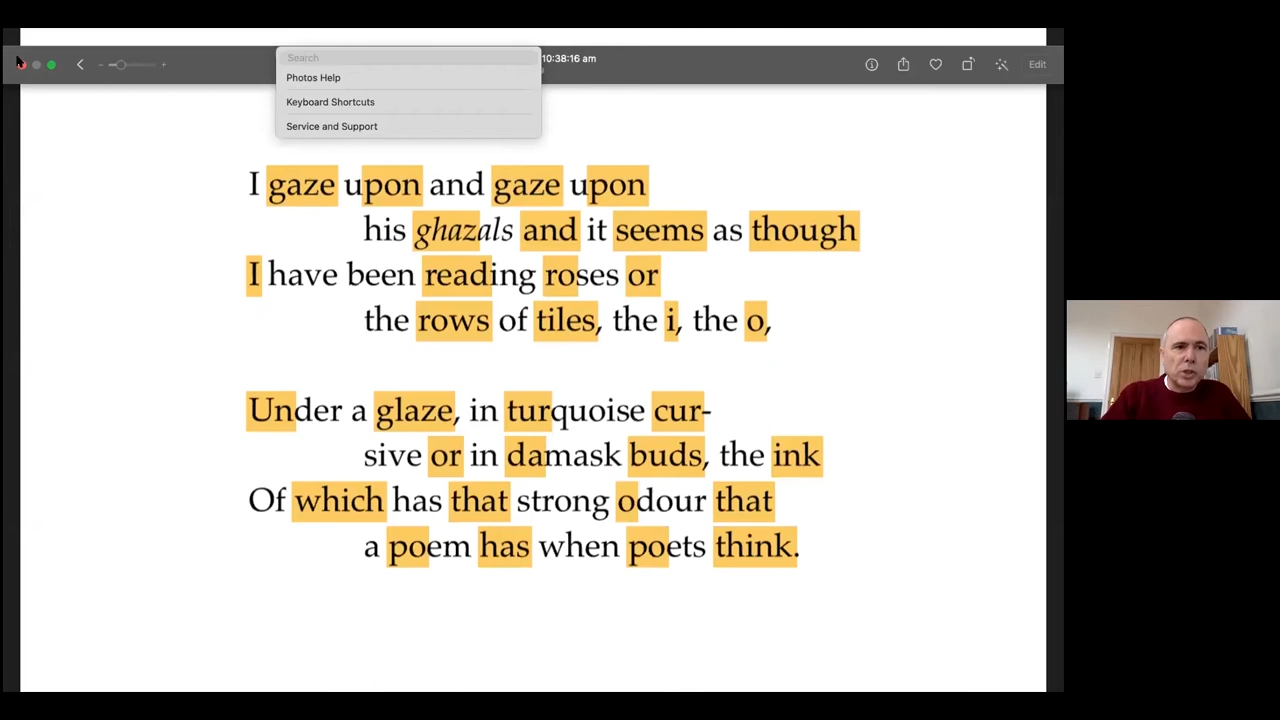 Search
10:38:16 am
Edit
Photos Help
Keyboard Shortcuts
Service and Support
I gaze upon and gaze upon
his ghazals and it seems as though
I have been reading roses or
the rows of tiles, the i, the o,
Under a glaze, in turquoise cur-
sive or in damask buds, the ink
Of which has that strong odour that
a poem has when poets think.